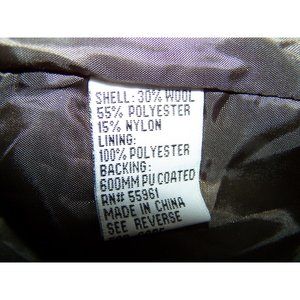 SHELL: 30% WOOL
55% POLYESTER
15% NYLON
LINING:
100% POLYESTER
BACKING:
600MM PU COATED
RN# 55961
MADE IN CHINA
SEE REVERSE